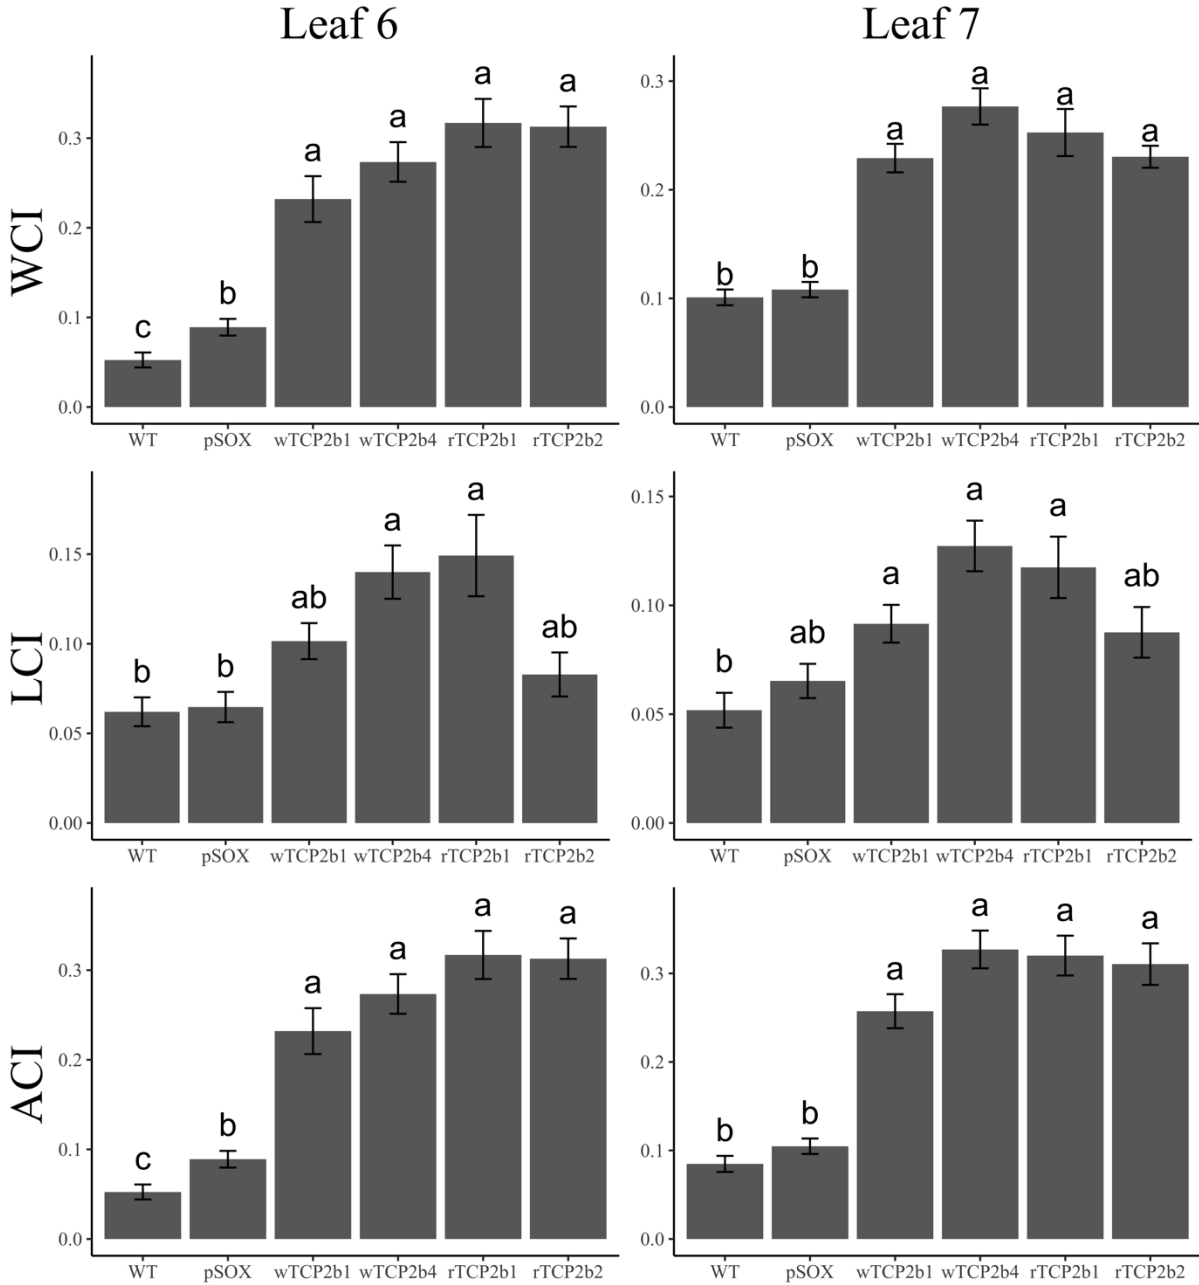 Leaf 6 Leaf 7
WCI
0.3
0.2
0.1
0.0
c b a a a a
WT pSOX wTCP2b1 wTCP2b4 rTCP2b1 rTCP2b2
0.3
0.2
0.1
0.0
b b a a a a
WT pSOX wTCP2b1 wTCP2b4 rTCP2b1 rTCP2b2
LCI
0.15
0.10
0.05
0.00
b b ab a a ab
WT pSOX wTCP2b1 wTCP2b4 rTCP2b1 rTCP2b2
0.15
0.10
0.05
0.00
b ab a a a ab
WT pSOX wTCP2b1 wTCP2b4 rTCP2b1 rTCP2b2
ACI
0.3
0.2
0.1
0.0
c b a a a a
WT pSOX wTCP2b1 wTCP2b4 rTCP2b1 rTCP2b2
0.3
0.2
0.1
0.0
b b a a a a
WT pSOX wTCP2b1 wTCP2b4 rTCP2b1 rTCP2b2